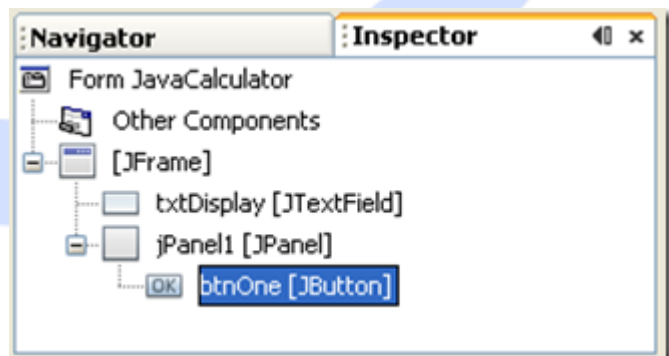 Navigator
Inspector
Form JavaCalculator
Other Components
[JFrame]
txtDisplay [JTextField]
jPanel1 [JPanel]
OK btnOne [JButton]